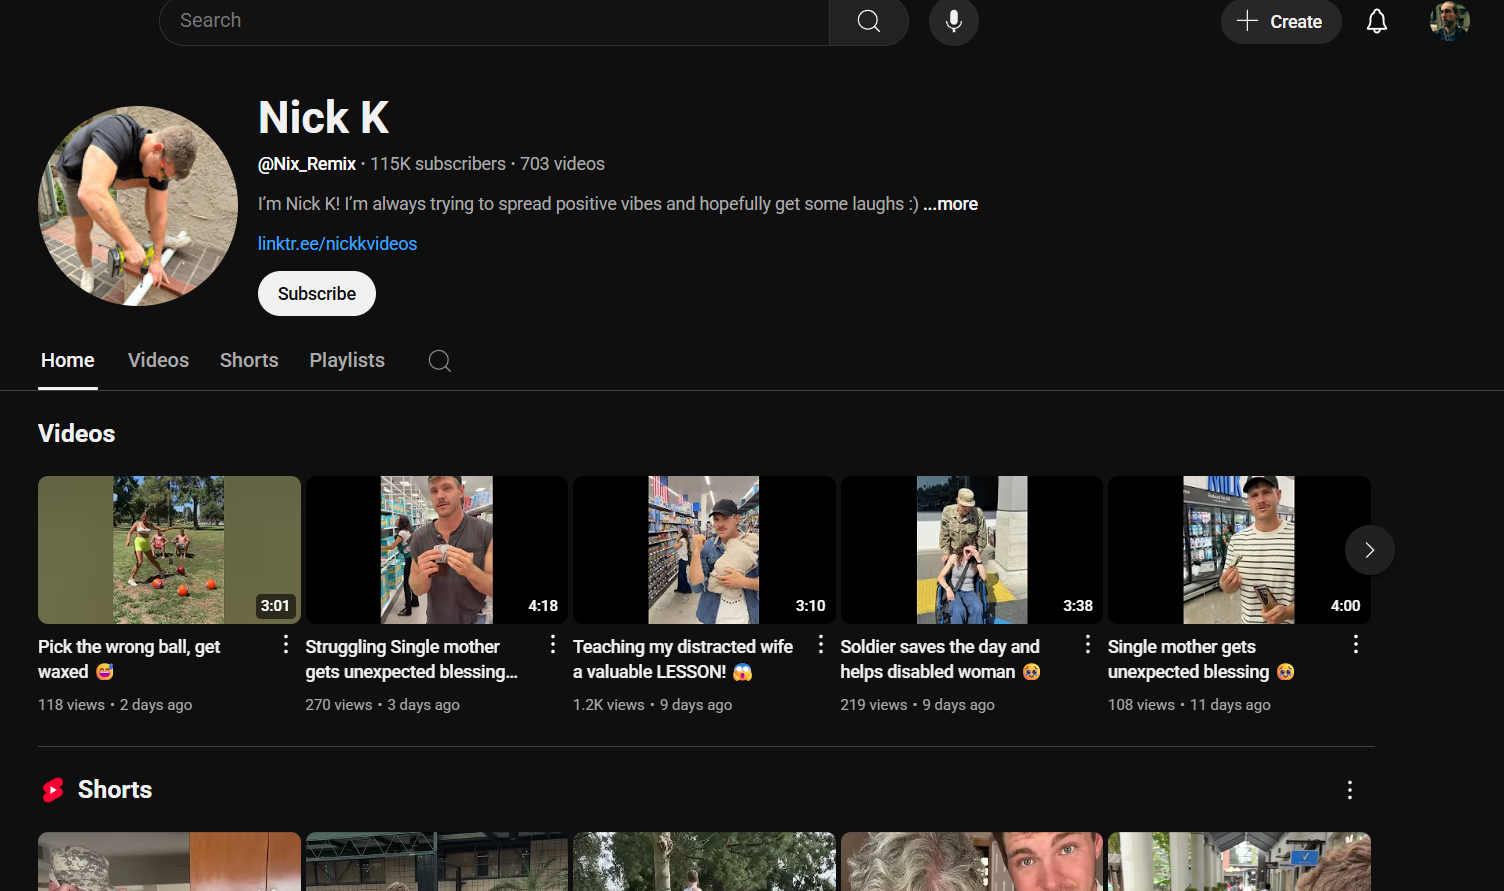 Search
Create
Nick K
@Nix_Remix · 115K subscribers · 703 videos
I'm Nick K! I'm always trying to spread positive vibes and hopefully get some laughs :) ...more
linktr.ee/nickkvideos
Subscribe
Home Videos Shorts Playlists
Videos
3:01
4:18
3:10
3:38
4:00
Pick the wrong ball, get
waxed 😅
118 views • 2 days ago
Struggling Single mother
gets unexpected blessing...
270 views • 3 days ago
Teaching my distracted wife
a valuable LESSON! 😱
1.2K views • 9 days ago
Soldier saves the day and
helps disabled woman 🥹
219 views • 9 days ago
Single mother gets
unexpected blessing 🥹
108 views • 11 days ago
Shorts